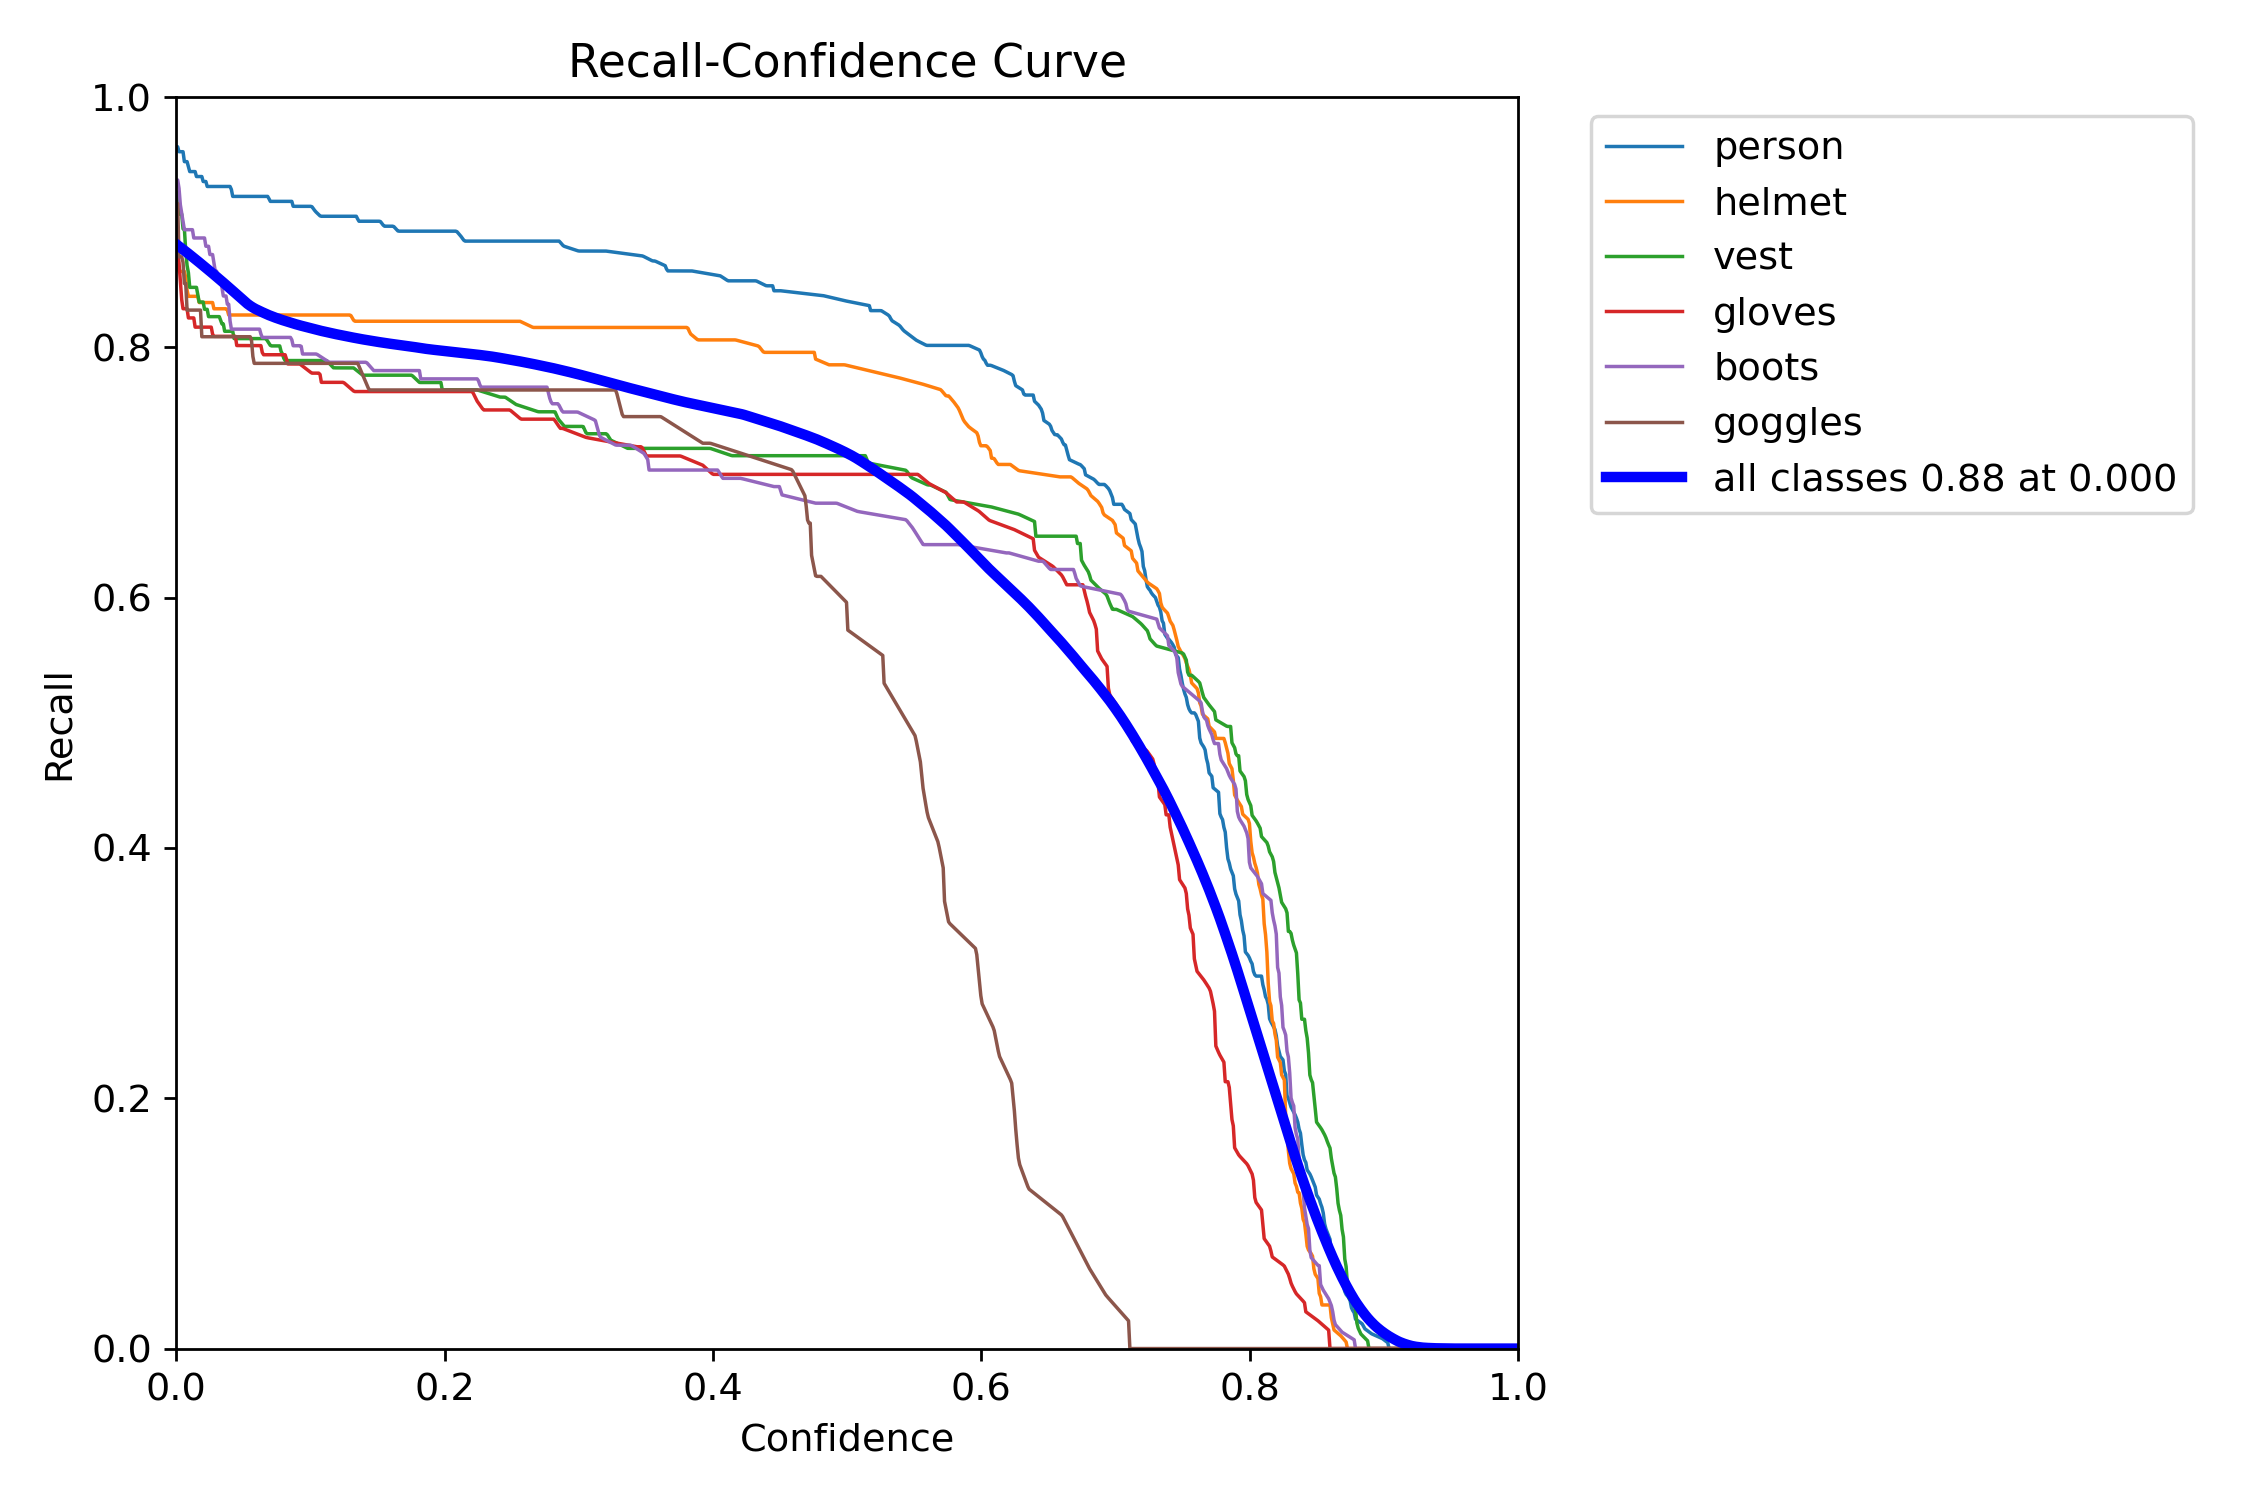 Recall-Confidence Curve
1.0
0.8
0.6
0.4
0.2
0.0
Recall
0.0 0.2 0.4 0.6 0.8 1.0
Confidence
person
helmet
vest
gloves
boots
goggles
all classes 0.88 at 0.000